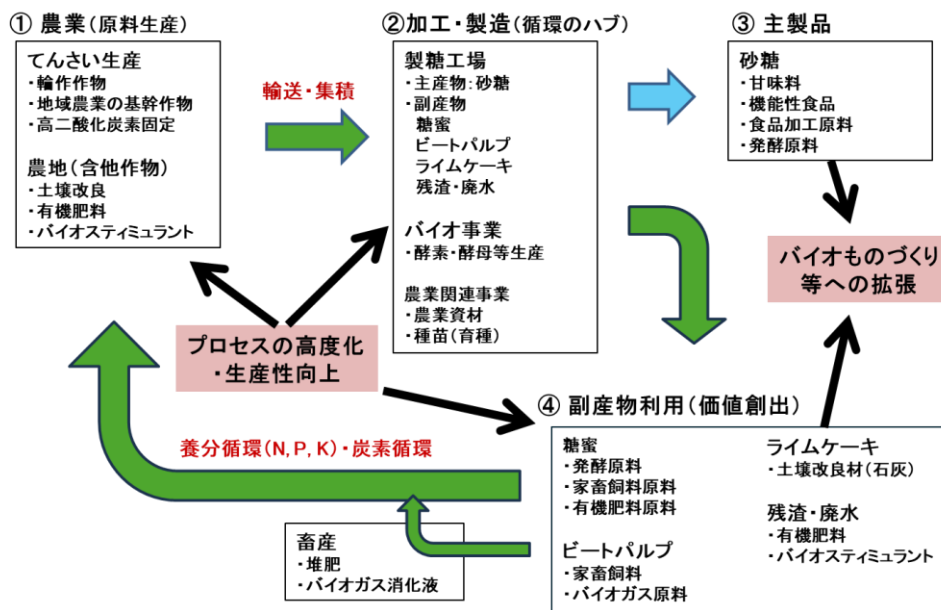 ① 農業(原料生産)
てんさい生産
・輪作作物
・地域農業の基幹作物
・高二酸化炭素固定
農地(含他作物)
・土壌改良
・有機肥料
・バイオスティミュラント
輸送・集積
②加工・製造(循環のハブ)
製糖工場
・主産物:砂糖
・副産物
糖蜜
ビートパルプ
ライムケーキ
残渣・廃水
バイオ事業
・酵素・酵母等生産
農業関連事業
・農業資材
・種苗(育種)
③ 主製品
砂糖
・甘味料
・機能性食品
・食品加工原料
・発酵原料
バイオものづくり
等への拡張
プロセスの高度化
・生産性向上
④ 副産物利用(価値創出)
糖蜜
・発酵原料
・家畜飼料原料
・有機肥料原料
ビートパルプ
・家畜飼料
・バイオガス原料
ライムケーキ
・土壌改良材(石灰)
残渣・廃水
・有機肥料
・バイオスティミュラント
養分循環(N, P, K)・炭素循環
畜産
・堆肥
・バイオガス消化液